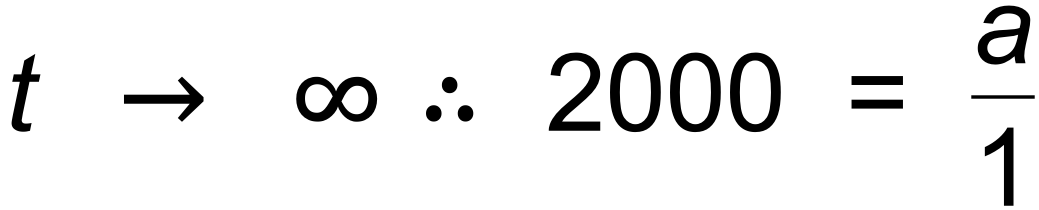 t → ∞ ∴ 2000 = a/1